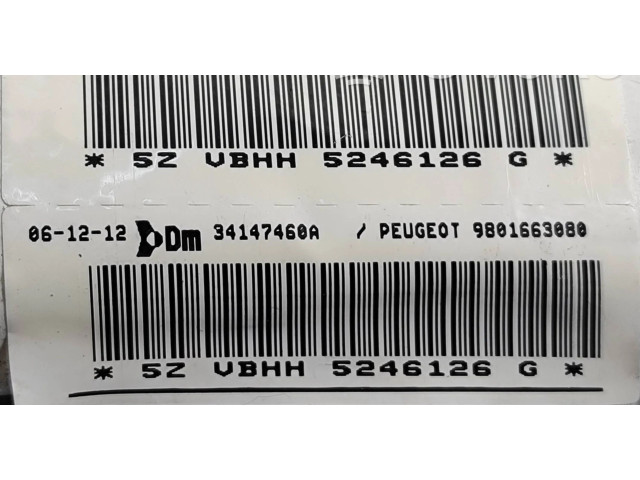 * 5Z VBHH 5246126 G *
06-12-12 Dm 34147460A / PEUGEOT 9801663080
* 5Z VBHH 5246126 G *